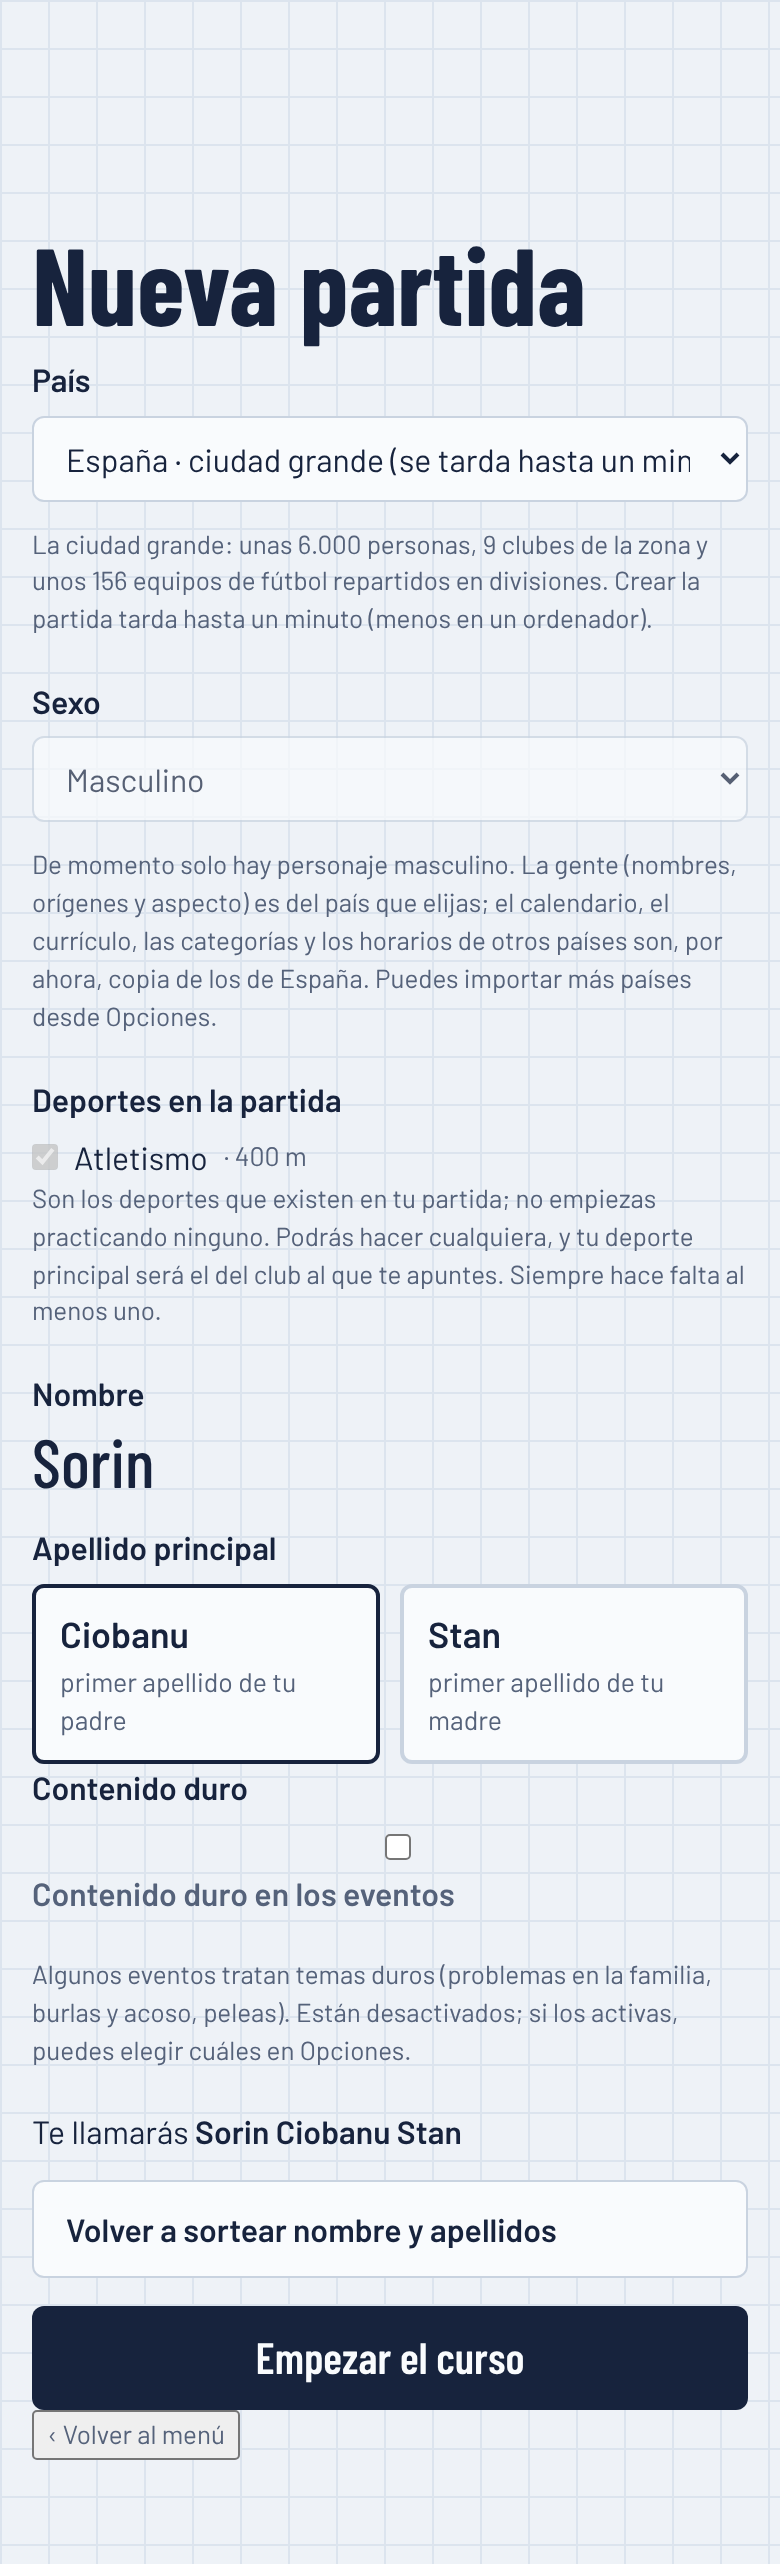 Nueva partida
País
España · ciudad grande (se tarda hasta un min
La ciudad grande: unas 6.000 personas, 9 clubes de la zona y
unos 156 equipos de fútbol repartidos en divisiones. Crear la
partida tarda hasta un minuto (menos en un ordenador).
Sexo
Masculino
De momento solo hay personaje masculino. La gente (nombres,
orígenes y aspecto) es del país que elijas; el calendario, el
currículo, las categorías y los horarios de otros países son, por
ahora, copia de los de España. Puedes importar más países
desde Opciones.
Deportes en la partida
Atletismo · 400 m
Son los deportes que existen en tu partida; no empiezas
practicando ninguno. Podrás hacer cualquiera, y tu deporte
principal será el del club al que te apuntes. Siempre hace falta al
menos uno.
Nombre
Sorin
Apellido principal
Ciobanu
primer apellido de tu
padre
Stan
primer apellido de tu
madre
Contenido duro
Contenido duro en los eventos
Algunos eventos tratan temas duros (problemas en la familia,
burlas y acoso, peleas). Están desactivados; si los activas,
puedes elegir cuáles en Opciones.
Te llamarás Sorin Ciobanu Stan
Volver a sortear nombre y apellidos
Empezar el curso
‹ Volver al menú